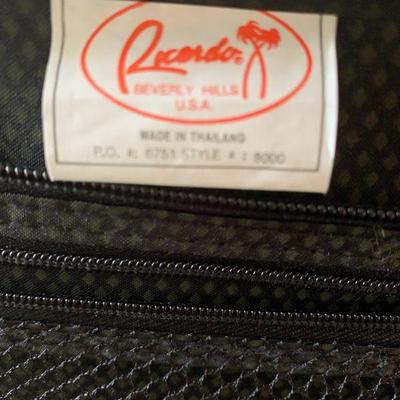 Ricardo®
BEVERLY HILLS
U.S.A.
MADE IN THAILAND
P.O. #: 6751 STYLE #: 8000